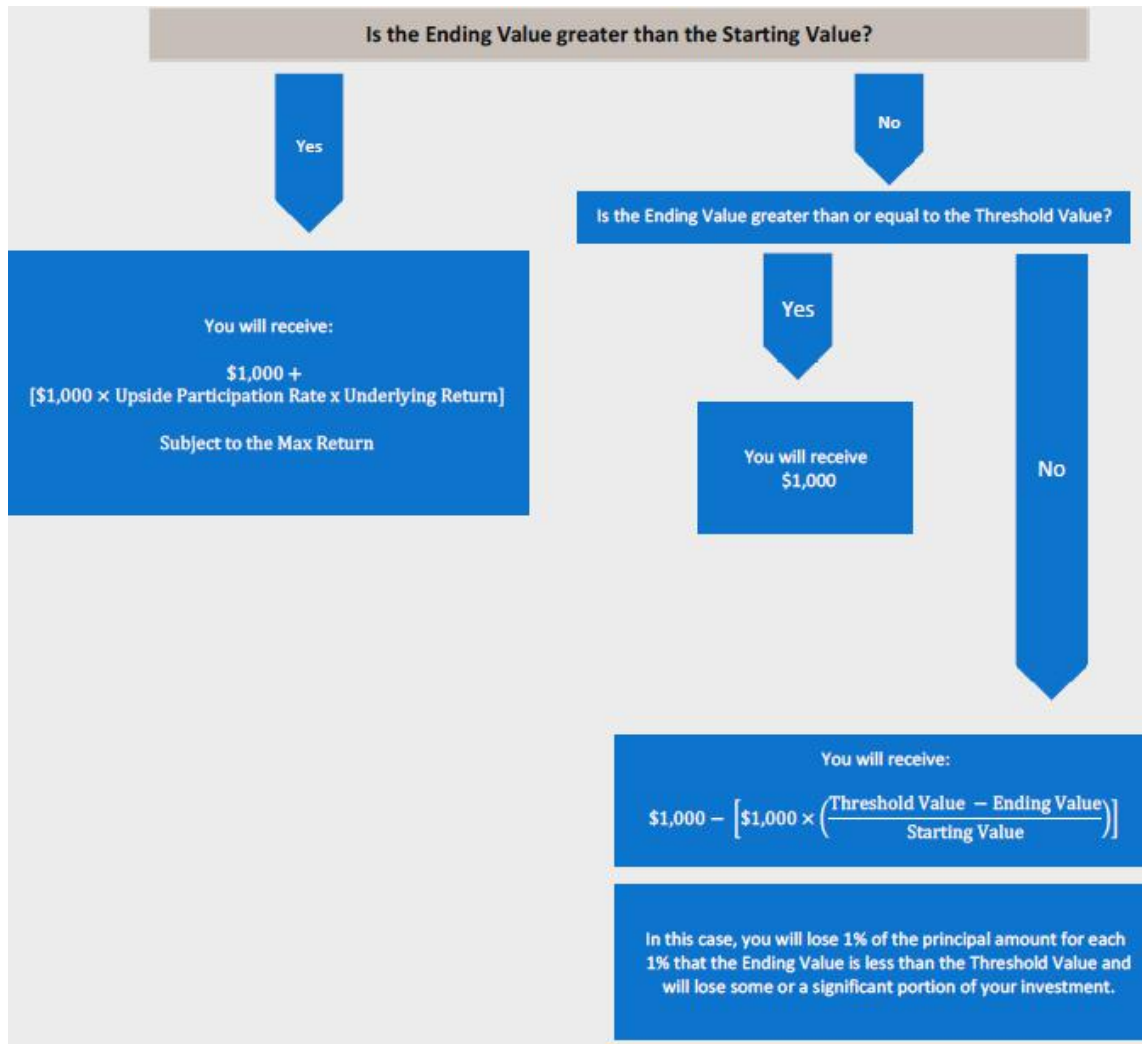 Is the Ending Value greater than the Starting Value?
Yes
No
Is the Ending Value greater than or equal to the Threshold Value?
You will receive:
$1,000 +
[$1,000 × Upside Participation Rate x Underlying Return]
Subject to the Max Return
Yes
No
You will receive
$1,000
You will receive:
$1,000 − [$1,000 × (Threshold Value − Ending Value / Starting Value)]
In this case, you will lose 1% of the principal amount for each
1% that the Ending Value is less than the Threshold Value and
will lose some or a significant portion of your investment.